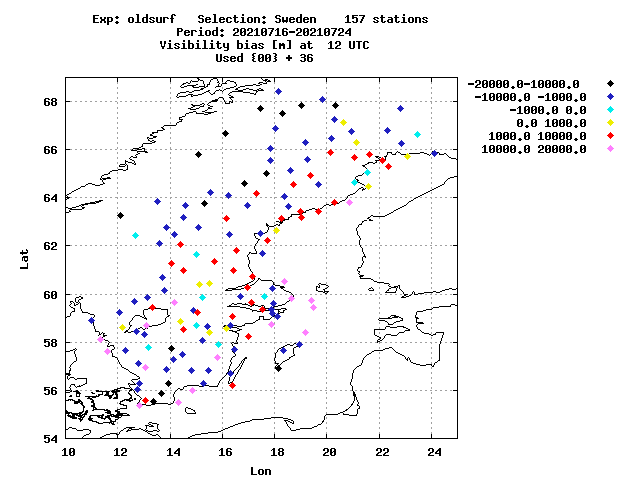 Exp: oldsurf   Selection: Sweden    157 stations
Period: 20210716-20210724
Visibility bias [m] at  12 UTC
Used {00} + 36
-20000.0-10000.0
-10000.0 -1000.0
-1000.0 0.0
0.0 1000.0
1000.0 10000.0
10000.0 20000.0
68
66
64
62
60
58
56
54
Lat
10 12 14 16 18 20 22 24
Lon